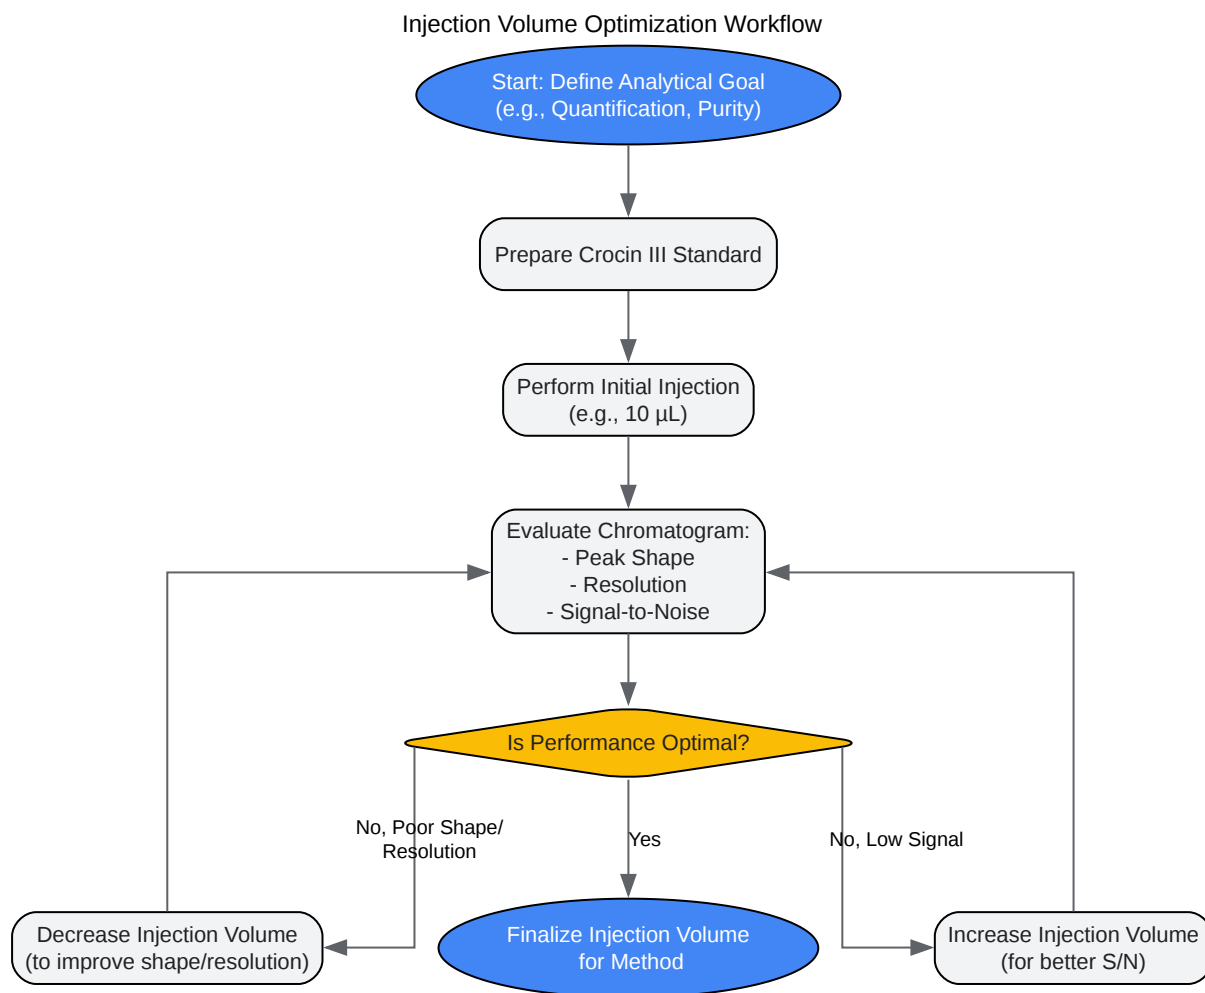 Injection Volume Optimization Workflow
Start: Define Analytical Goal
(e.g., Quantification, Purity)
Prepare Crocin III Standard
Perform Initial Injection
(e.g., 10 µL)
Evaluate Chromatogram:
- Peak Shape
- Resolution
- Signal-to-Noise
Is Performance Optimal?
No, Poor Shape/
Resolution
Yes
No, Low Signal
Decrease Injection Volume
(to improve shape/resolution)
Finalize Injection Volume
for Method
Increase Injection Volume
(for better S/N)